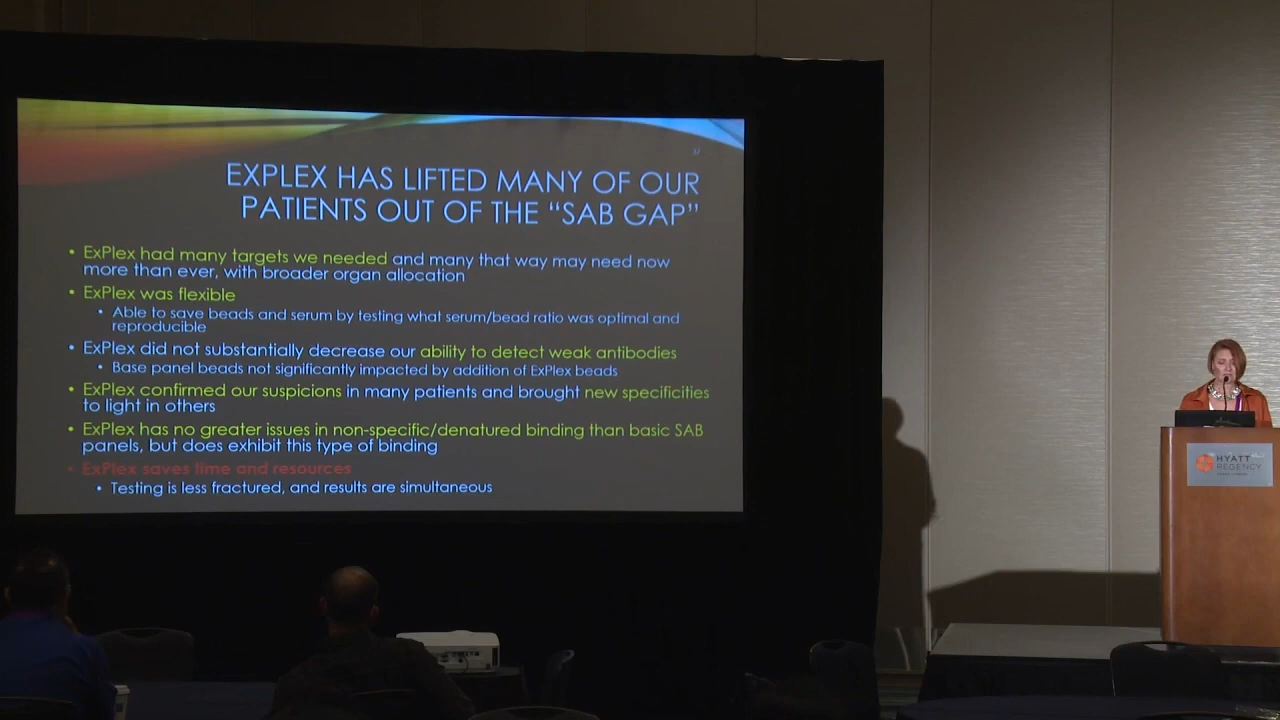 37
EXPLEX HAS LIFTED MANY OF OUR
PATIENTS OUT OF THE “SAB GAP”
• ExPlex had many targets we needed and many that way may need now
more than ever, with broader organ allocation
• ExPlex was flexible
• Able to save beads and serum by testing what serum/bead ratio was optimal and
reproducible
• ExPlex did not substantially decrease our ability to detect weak antibodies
• Base panel beads not significantly impacted by addition of ExPlex beads
• ExPlex confirmed our suspicions in many patients and brought new specificities
to light in others
• ExPlex has no greater issues in non-specific/denatured binding than basic SAB
panels, but does exhibit this type of binding
• ExPlex saves time and resources
• Testing is less fractured, and results are simultaneous
HYATT
REGENCY